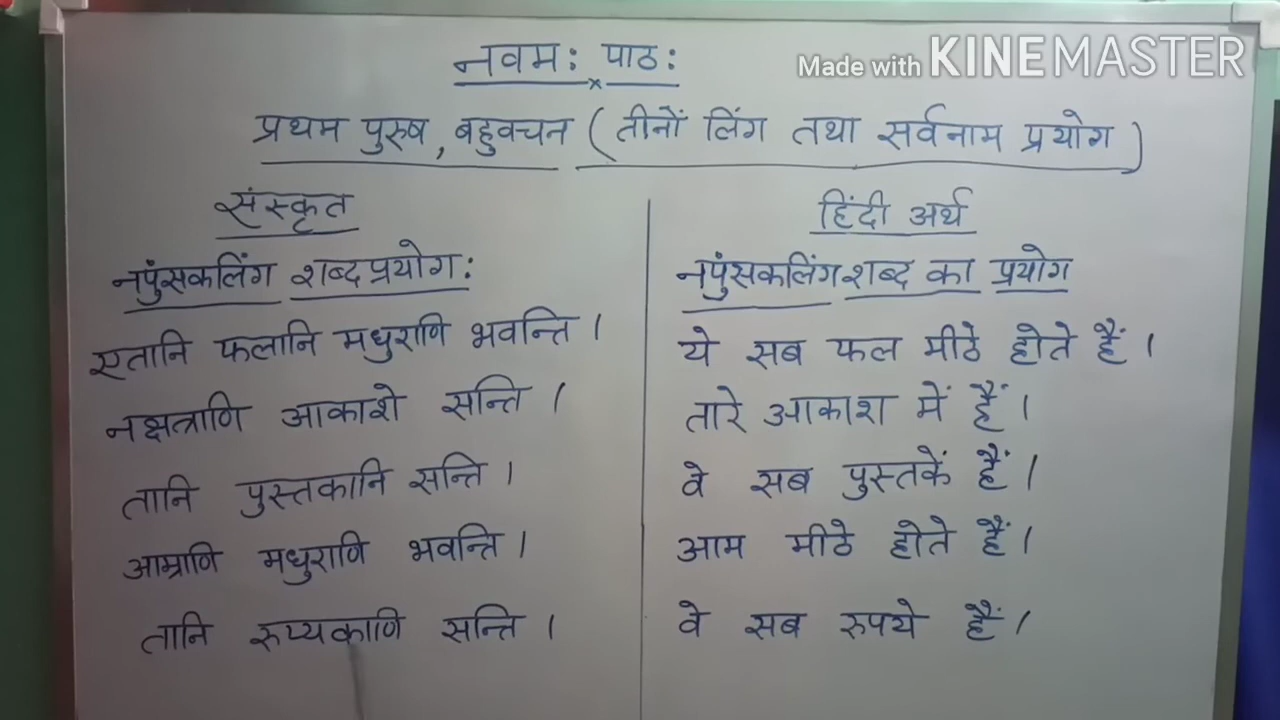 Made with KINEMASTER
नवम: पाठ:
प्रथम पुरुष, बहुवचन (तीनों लिंग तथा सर्वनाम प्रयोग)
संस्कृत
नपुंसकलिंग शब्द प्रयोग:
एतानि फलानि मधुराणि भवन्ति।
नक्षत्राणि आकाशे सन्ति।
तानि पुस्तकानि सन्ति।
आम्राणि मधुराणि भवन्ति।
तानि रुप्यकाणि सन्ति।
हिंदी अर्थ
नपुंसकलिंग शब्द का प्रयोग
ये सब फल मीठे होते हैं।
तारे आकाश में हैं।
वे सब पुस्तकें हैं।
आम मीठे होते हैं।
वे सब रुपये हैं।